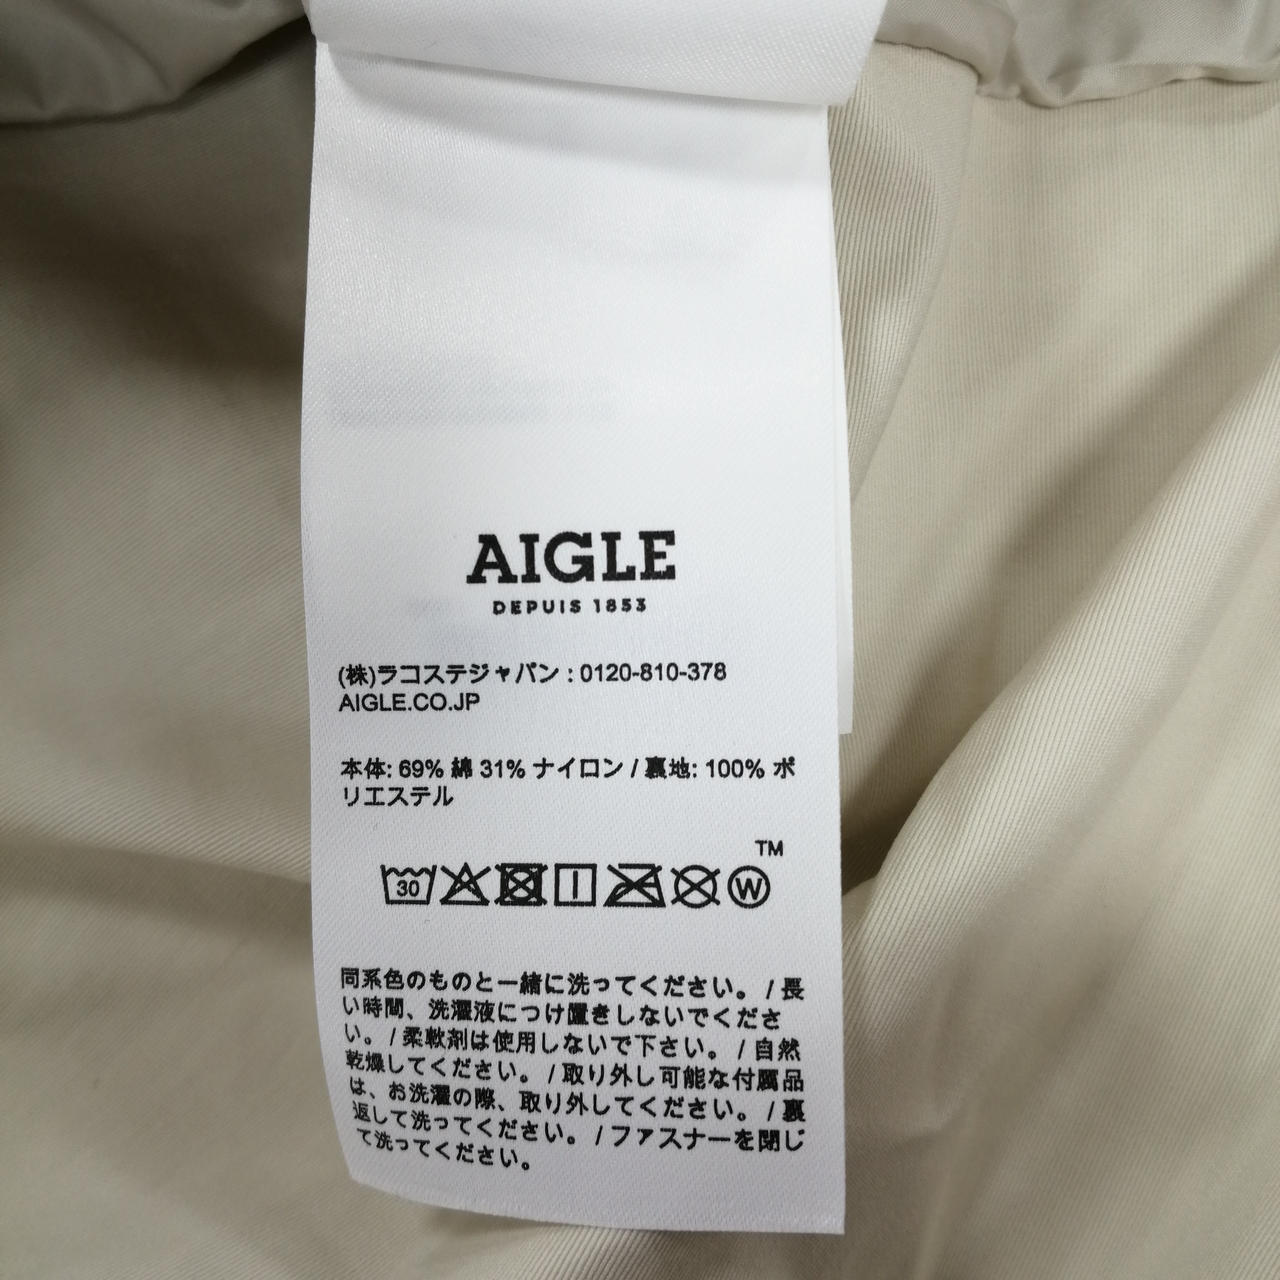 AIGLE
DEPUIS 1853
(株)ラコステジャパン : 0120-810-378
AIGLE.CO.JP
本体: 69% 綿 31% ナイロン / 裏地: 100% ポ
リエステル
TM
30 W
同系色のものと一緒に洗ってください。 / 長
い時間、洗濯液につけ置きしないでくださ
い。 / 柔軟剤は使用しないで下さい。 / 自然
乾燥してください。 / 取り外し可能な付属品
は、お洗濯の際、取り外してください。 / 裏
返して洗ってください。 / ファスナーを閉じ
て洗ってください。